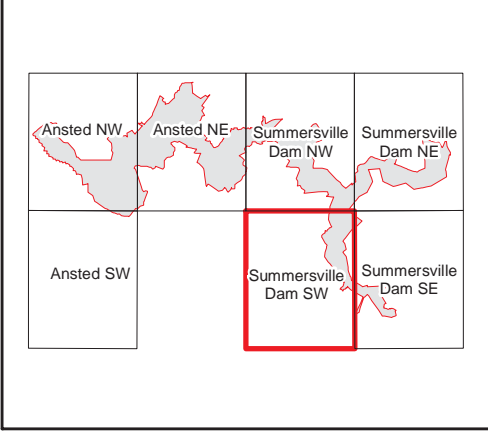 Ansted NW
Ansted NE
Summersville
Dam NW
Summersville
Dam NE
Ansted SW
Summersville
Dam SW
Summersville
Dam SE